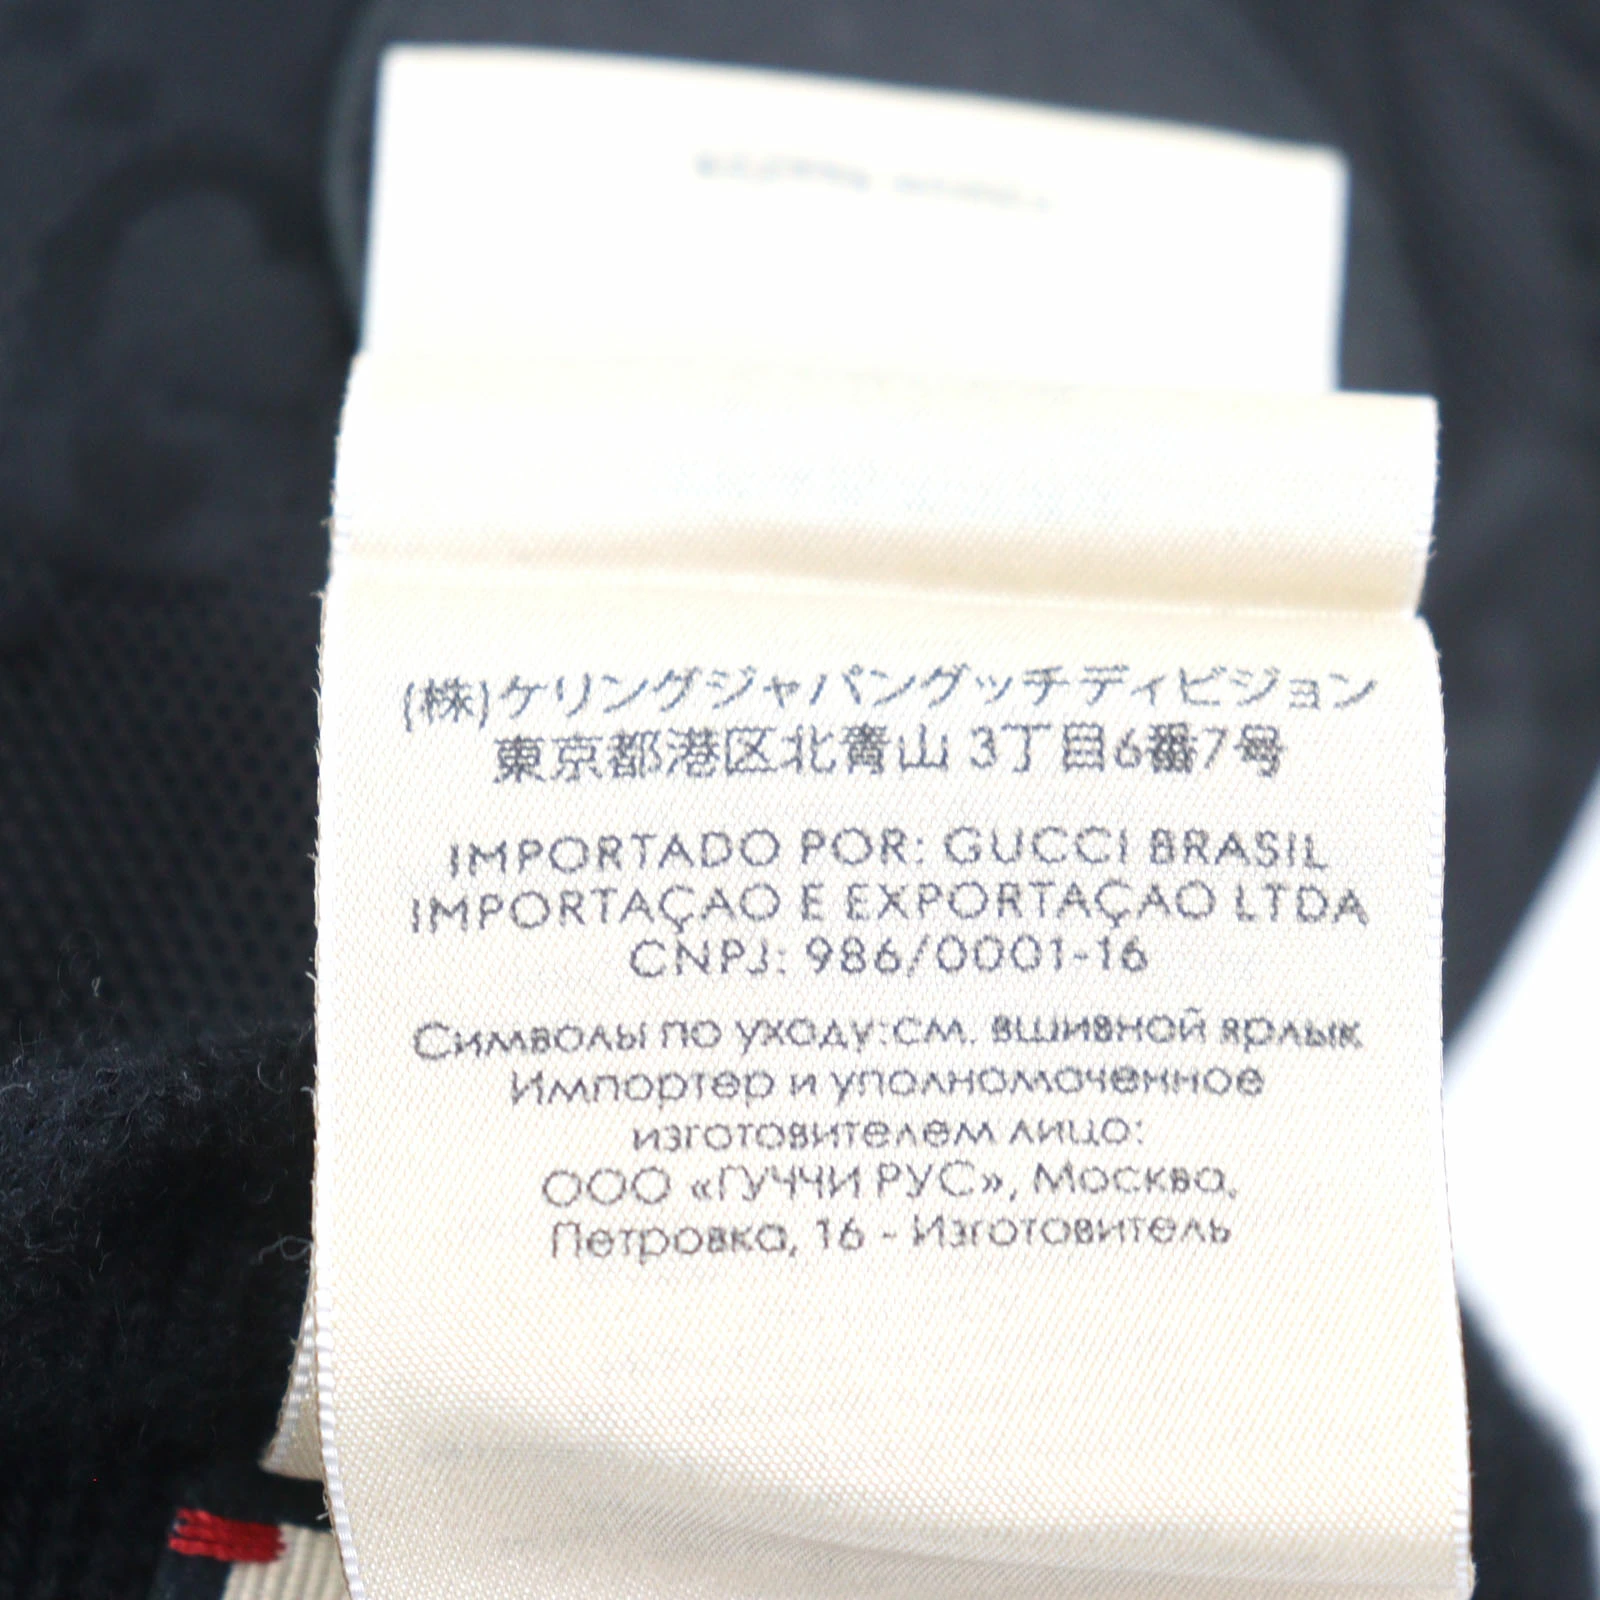 (株)ケリングジャパングッチディビジョン
東京都港区北青山 3丁目6番7号
IMPORTADO POR: GUCCI BRASIL
IMPORTAÇAO E EXPORTAÇAO LTDA
CNPJ: 986/0001-16
Символы по уходу:см. вшивной ярлык
Импортер и уполномоченное
изготовителем лицо:
ООО «ГУЧЧИ РУС», Москва,
Петровка, 16 - Изготовитель